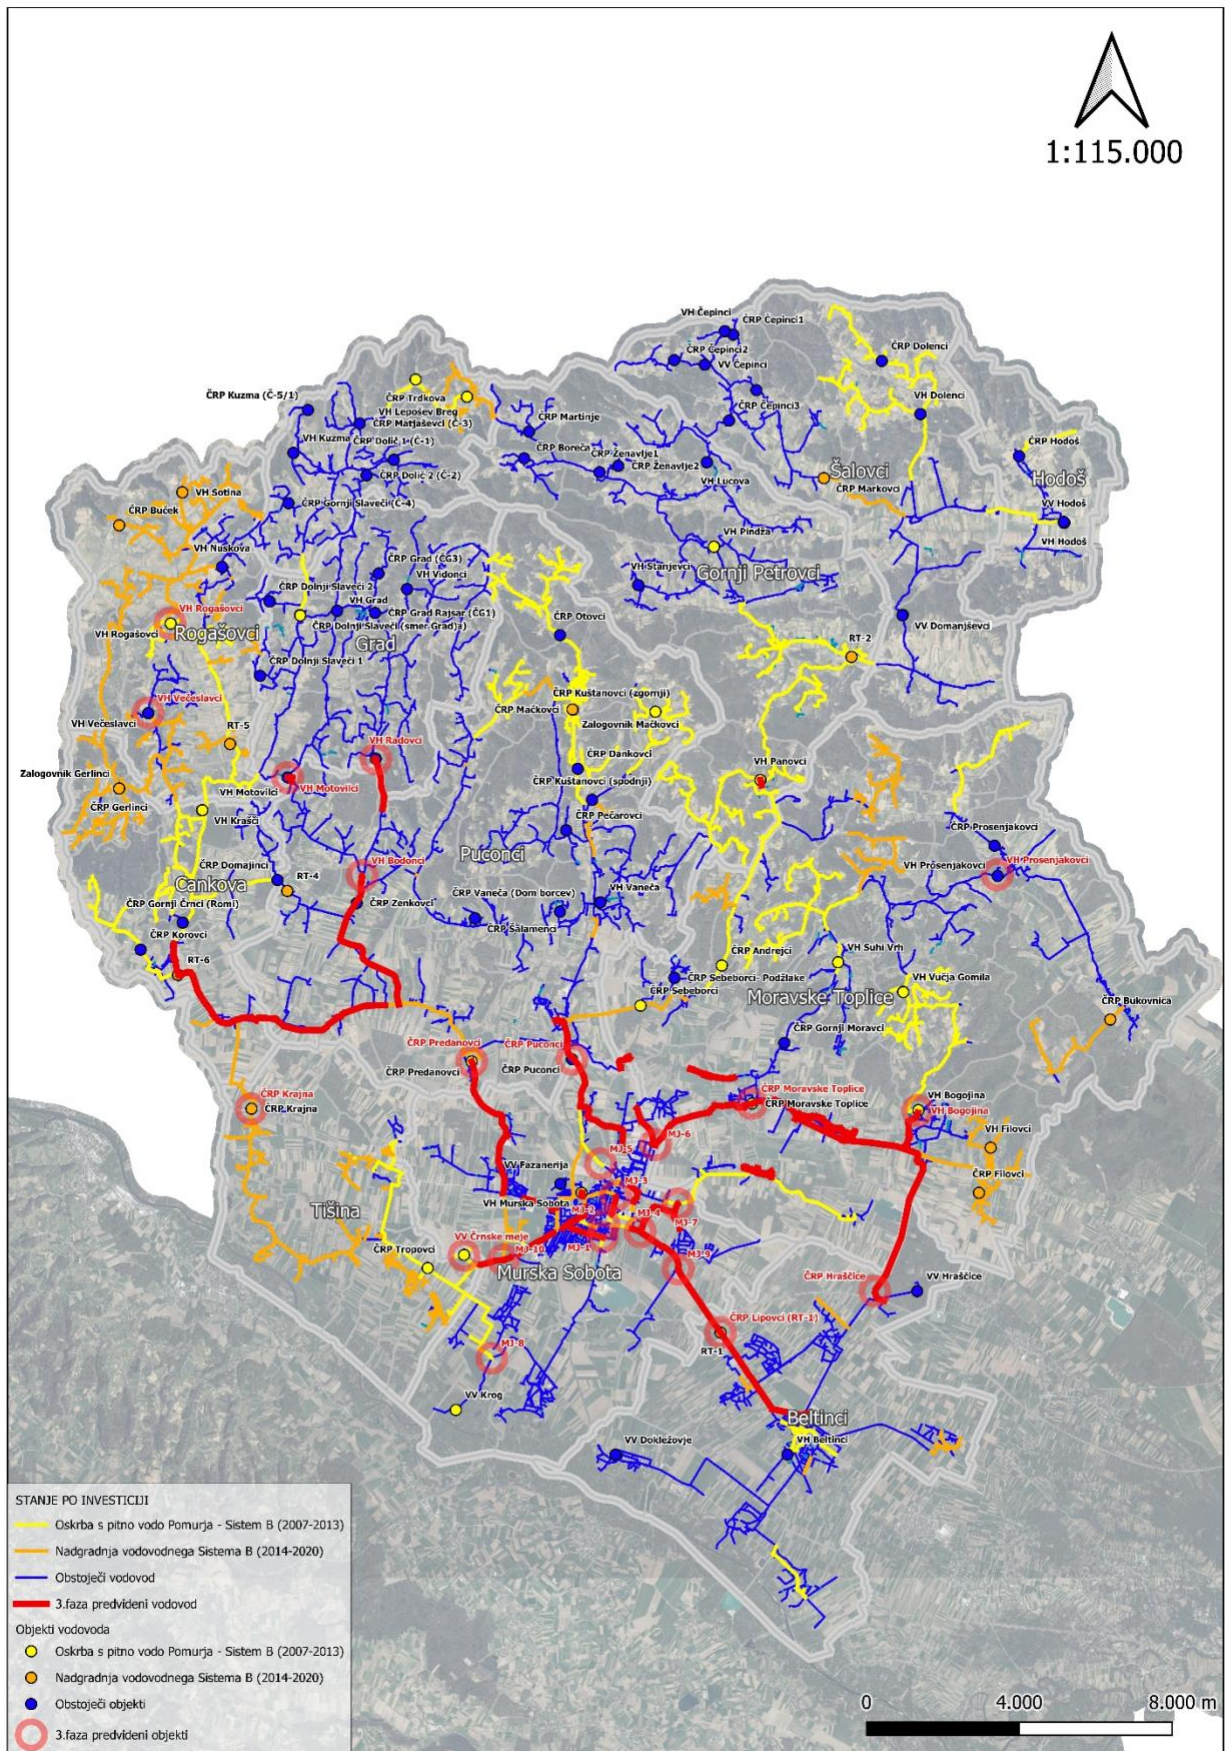 1:115.000
VH Čepinci
ČRP Čepinci1
ČRP Čepinci2
VV Čepinci
ČRP Dolenci
ČRP Trdkova
ČRP Čepinci3
VH Dolenci
ČRP Kuzma (Č-5/1)
VH Lepošev Breg
ČRP Matjaševci (Č-3)
ČRP Martinje
VH Kuzma
ČRP Dolič 1 (Č-1)
ČRP Hodoš
ČRP Boreča
ČRP Ženavlje1
ČRP Ženavlje2
ČRP Dolič 2 (Č-2)
Šalovci
Hodoš
VH Lucova
ČRP Markovci
VH Sotina
ČRP Gornji Slaveči (Č-4)
VV Hodoš
ČRP Buček
VH Pindža
VH Hodoš
VH Nuskova
ČRP Grad (ČG3)
VH Vidonci
VH Stanjevci
Gornji Petrovci
ČRP Dolnji Slaveči 2
VH Grad
VH Rogašovci
ČRP Grad Rajsar (ČG1)
ČRP Otovci
VH Rogašovci
Rogašovci
ČRP Dolnji Slaveči (smer Grad)a)
VV Domanjševci
Grad
RT-2
ČRP Dolnji Slaveči 1
ČRP Kuštanovci (zgornji)
VH Večeslavci
ČRP Mačkovci
VH Večeslavci
Zalogovnik Mačkovci
RT-5
VH Radovci
ČRP Dankovci
VH Panovci
Zalogovnik Gerlinci
ČRP Kuštanovci (spodnji)
VH Motovilci
VH Motovilci
ČRP Gerlinci
ČRP Pečarovci
VH Krašči
ČRP Prosenjakovci
Puconci
VH Bodonci
VH Prosenjakovci
VH Prosenjakovci
ČRP Domajinci
RT-4
Cankova
ČRP Vaneča (Dom borcev)
VH Vaneča
ČRP Gornji Črnci (Romi)
ČRP Zenkovci
ČRP Šalamenci
ČRP Korovci
ČRP Andrejci
VH Suhi Vrh
RT-6
ČRP Sebeborci- Podžlake
VH Vučja Gomila
ČRP Sebeborci
Moravske Toplice
ČRP Bukovnica
ČRP Gornji Moravci
ČRP Predanovci
ČRP Puconci
ČRP Predanovci
ČRP Puconci
ČRP Krajna
ČRP Moravske Toplice
VH Bogojina
ČRP Krajna
ČRP Moravske Toplice
VH Bogojina
VH Filovci
MJ-6
MJ-5
VV Fazanerija
ČRP Filovci
MJ-3
VH Murska Sobota
Tišina
MJ-2
MJ-4
MJ-7
VV Črnske meje
MJ-1
ČRP Tropovci
MJ-10
MJ-9
Murska Sobota
ČRP Hraščice
VV Hraščice
ČRP Lipovci (RT-1)
MJ-8
RT-1
VV Krog
Beltinci
VV Dokležovje
VH Beltinci
STANJE PO INVESTICIJI
Oskrba s pitno vodo Pomurja - Sistem B (2007-2013)
Nadgradnja vodovodnega Sistema B (2014-2020)
Obstoječi vodovod
3.faza predvideni vodovod
Objekti vodovoda
Oskrba s pitno vodo Pomurja - Sistem B (2007-2013)
Nadgradnja vodovodnega Sistema B (2014-2020)
Obstoječi objekti
3.faza predvideni objekti
0 4.000 8.000 m